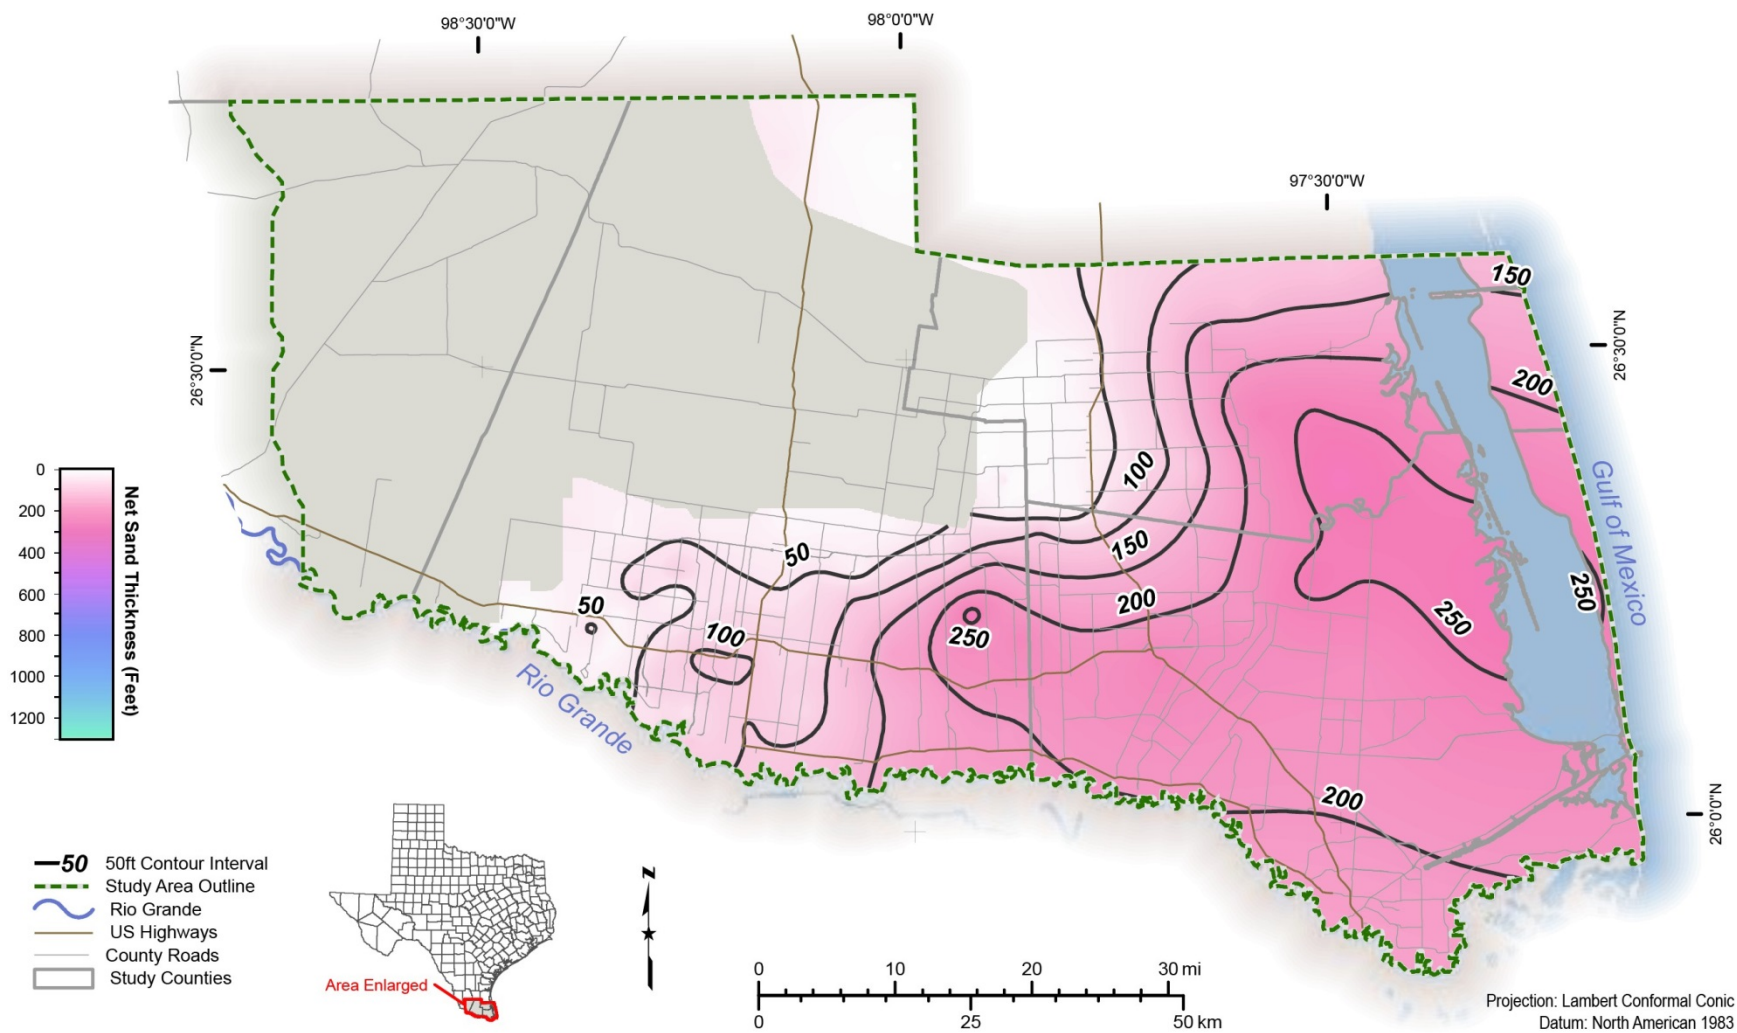 98°30'0"W
98°0'0"W
97°30'0"W
150
26°30'0"N
26°30'0"N
200
100
0
200
400
600
800
1000
1200
Net Sand Thickness (Feet)
Gulf of Mexico
50
150
250
50
200
250
100
250
Rio Grande
200
26°0'0"N
50 50ft Contour Interval
Study Area Outline
Rio Grande
US Highways
County Roads
Study Counties
Area Enlarged
N
0 10 20 30 mi
0 25 50 km
Projection: Lambert Conformal Conic
Datum: North American 1983